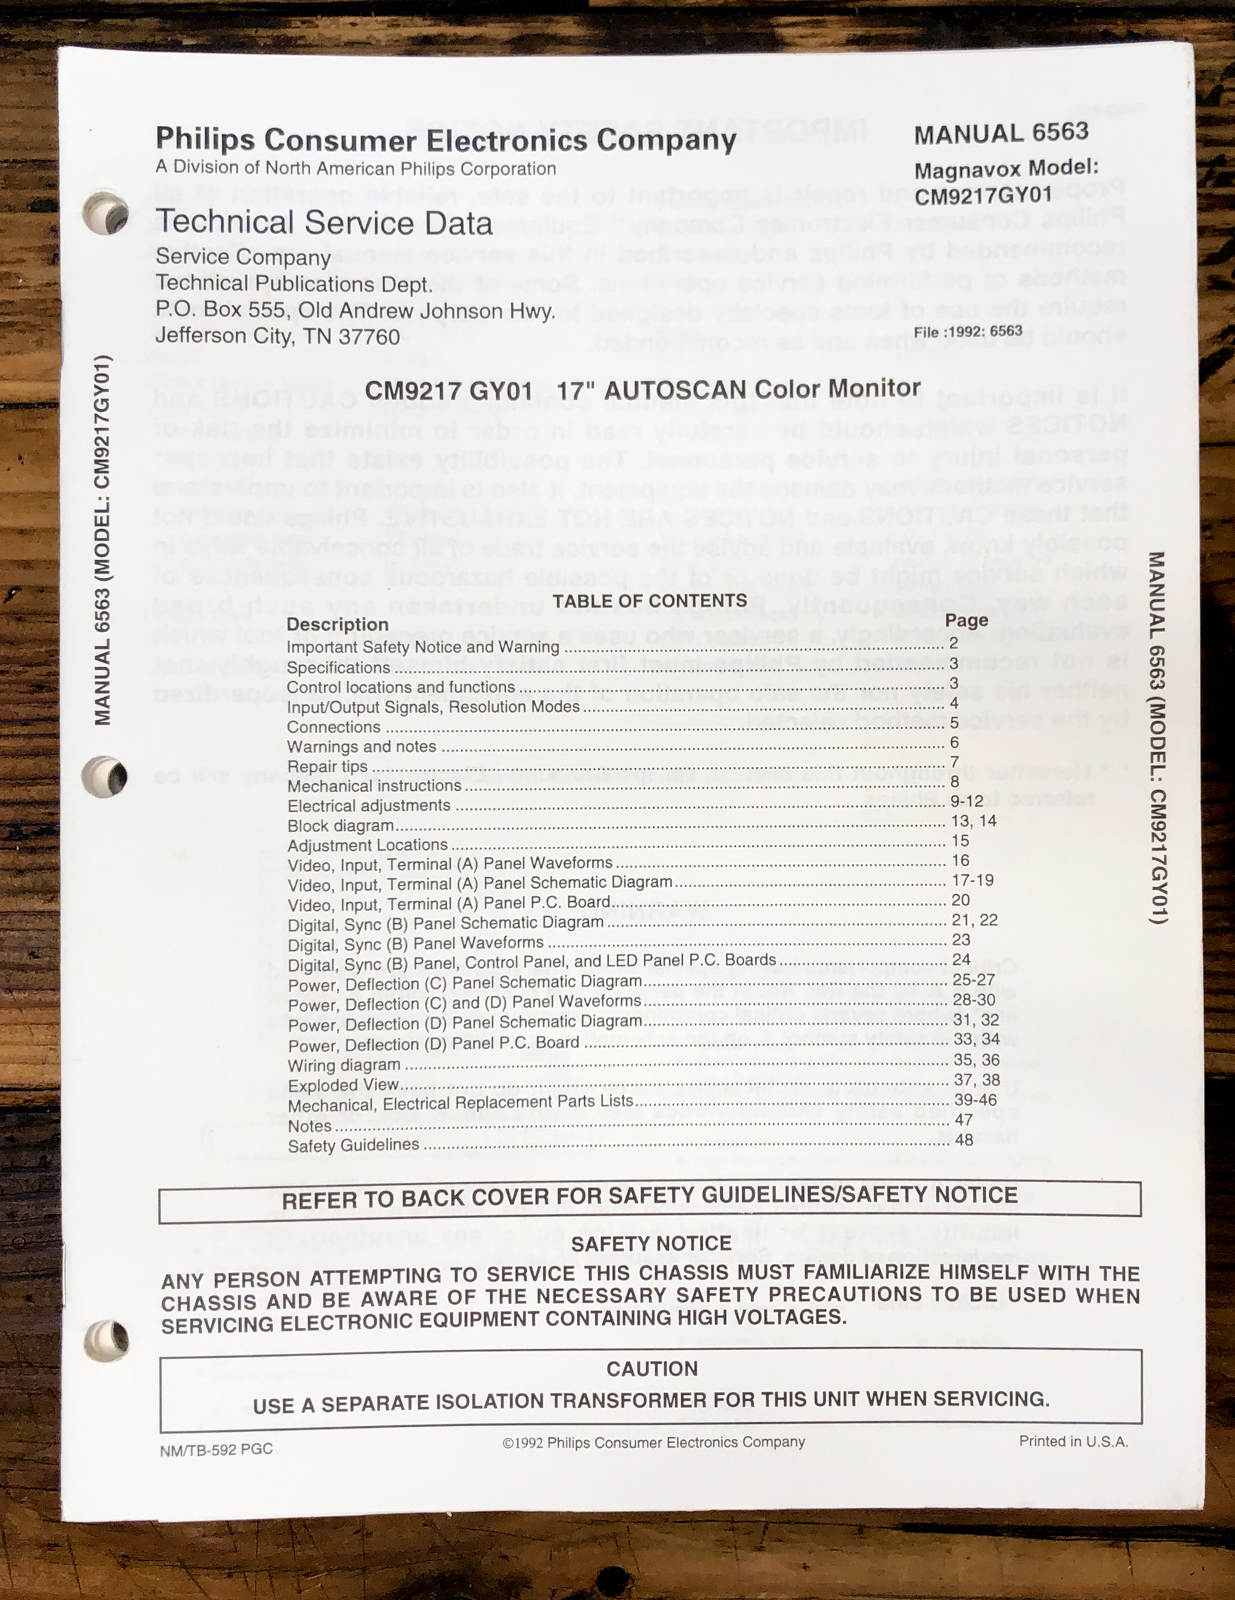 Philips Consumer Electronics Company
A Division of North American Philips Corporation
Technical Service Data
Service Company
Technical Publications Dept.
P.O. Box 555, Old Andrew Johnson Hwy.
Jefferson City, TN 37760
MANUAL 6563
Magnavox Model:
CM9217GY01
File :1992: 6563
CM9217 GY01 17" AUTOSCAN Color Monitor
MANUAL 6563 (MODEL: CM9217GY01)
MANUAL 6563 (MODEL: CM9217GY01)
TABLE OF CONTENTS
Description Page
Important Safety Notice and Warning 2
Specifications 3
Control locations and functions 3
Input/Output Signals, Resolution Modes 4
Connections 5
Warnings and notes 6
Repair tips 7
Mechanical instructions 8
Electrical adjustments 9-12
Block diagram 13, 14
Adjustment Locations 15
Video, Input, Terminal (A) Panel Waveforms 16
Video, Input, Terminal (A) Panel Schematic Diagram 17-19
Video, Input, Terminal (A) Panel P.C. Board 20
Digital, Sync (B) Panel Schematic Diagram 21, 22
Digital, Sync (B) Panel Waveforms 23
Digital, Sync (B) Panel, Control Panel, and LED Panel P.C. Boards 24
Power, Deflection (C) Panel Schematic Diagram 25-27
Power, Deflection (C) and (D) Panel Waveforms 28-30
Power, Deflection (D) Panel Schematic Diagram 31, 32
Power, Deflection (D) Panel P.C. Board 33, 34
Wiring diagram 35, 36
Exploded View 37, 38
Mechanical, Electrical Replacement Parts Lists 39-46
Notes 47
Safety Guidelines 48
REFER TO BACK COVER FOR SAFETY GUIDELINES/SAFETY NOTICE
SAFETY NOTICE
ANY PERSON ATTEMPTING TO SERVICE THIS CHASSIS MUST FAMILIARIZE HIMSELF WITH THE
CHASSIS AND BE AWARE OF THE NECESSARY SAFETY PRECAUTIONS TO BE USED WHEN
SERVICING ELECTRONIC EQUIPMENT CONTAINING HIGH VOLTAGES.
CAUTION
USE A SEPARATE ISOLATION TRANSFORMER FOR THIS UNIT WHEN SERVICING.
NM/TB-592 PGC
©1992 Philips Consumer Electronics Company
Printed in U.S.A.